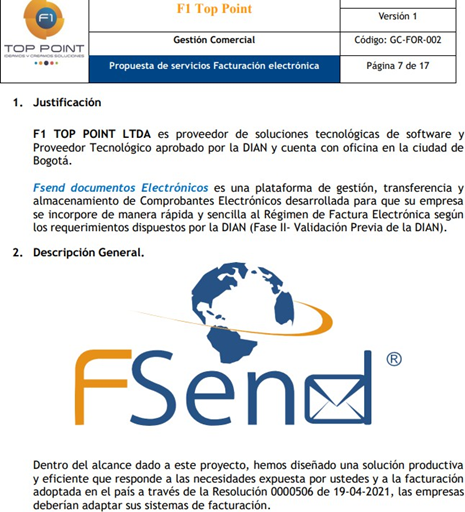 F1
TOP POINT
IDEAMOS Y CREAMOS SOLUCIONES
F1 Top Point
Versión 1
Gestión Comercial
Código: GC-FOR-002
Propuesta de servicios Facturación electrónica
Página 7 de 17
1. Justificación
F1 TOP POINT LTDA es proveedor de soluciones tecnológicas de software y
Proveedor Tecnológico aprobado por la DIAN y cuenta con oficina en la ciudad de
Bogotá.
Fsend documentos Electrónicos es una plataforma de gestión, transferencia y
almacenamiento de Comprobantes Electrónicos desarrollada para que su empresa
se incorpore de manera rápida y sencilla al Régimen de Factura Electrónica según
los requerimientos dispuestos por la DIAN (Fase II- Validación Previa de la DIAN).
2. Descripción General.
FSend ®
Dentro del alcance dado a este proyecto, hemos diseñado una solución productiva
y eficiente que responde a las necesidades expuesta por ustedes y a la facturación
adoptada en el país a través de la Resolución 0000506 de 19-04-2021, las empresas
deberían adaptar sus sistemas de facturación.